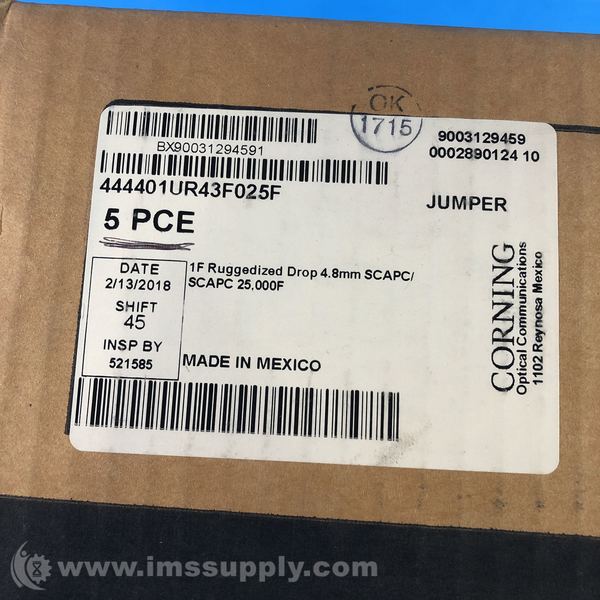 OK
1715
BX90031294591
9003129459
0002890124 10
444401UR43F025F
JUMPER
5 PCE
DATE
2/13/2018
SHIFT
45
INSP BY
521585
1F Ruggedized Drop 4.8mm SCAPC/
SCAPC 25,000F
MADE IN MEXICO
CORNING
Optical Communications
1102 Reynosa Mexico
www.imssupply.com